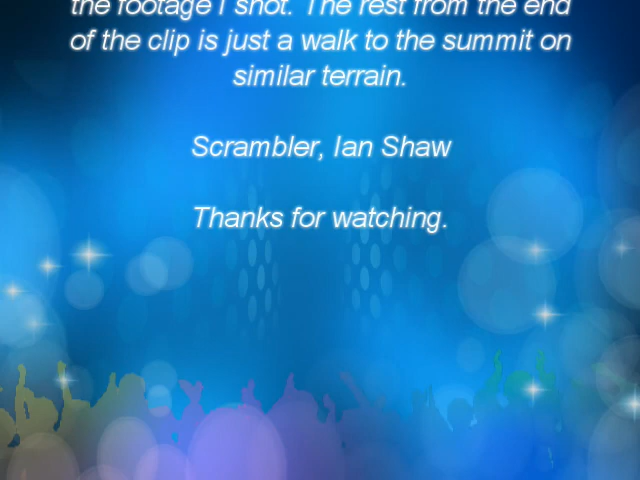 the footage I shot. The rest from the end
of the clip is just a walk to the summit on
similar terrain.
Scrambler, Ian Shaw
Thanks for watching.